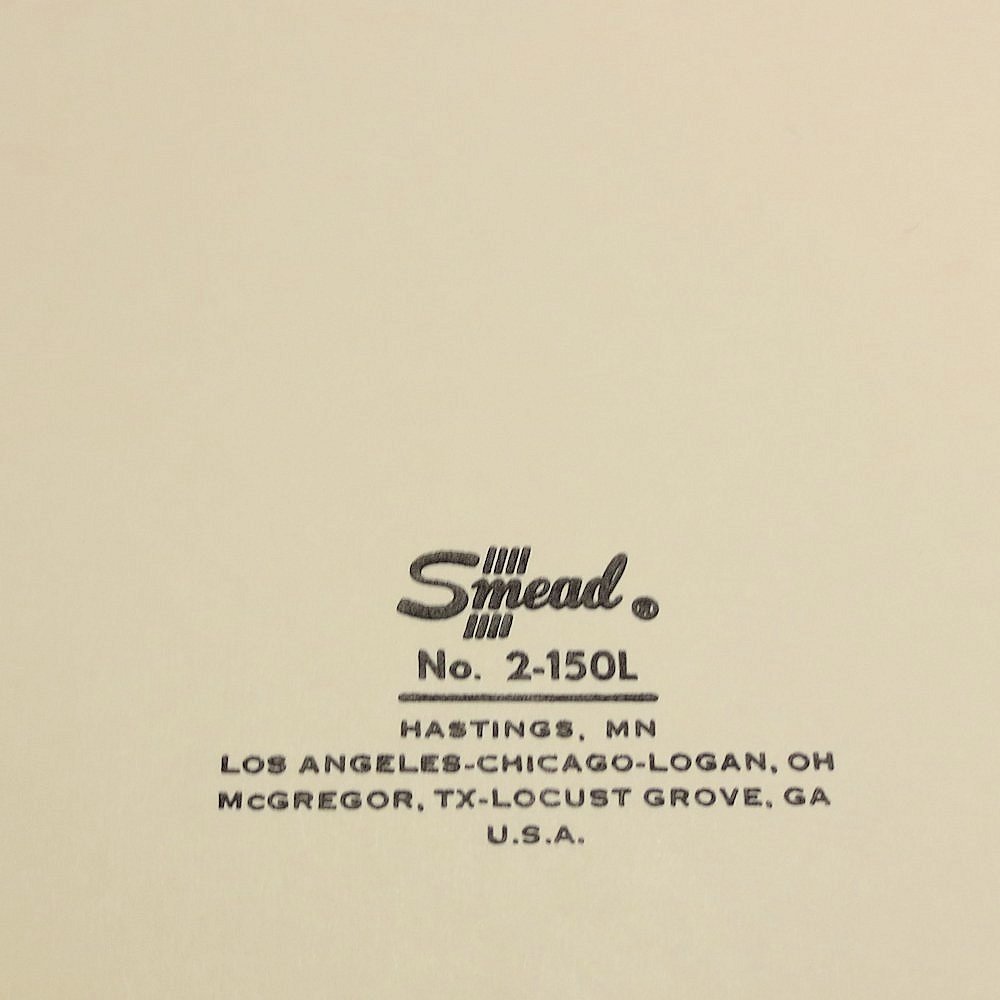 Smead ®
No. 2-150L
HASTINGS, MN
LOS ANGELES-CHICAGO-LOGAN, OH
McGREGOR, TX-LOCUST GROVE, GA
U.S.A.